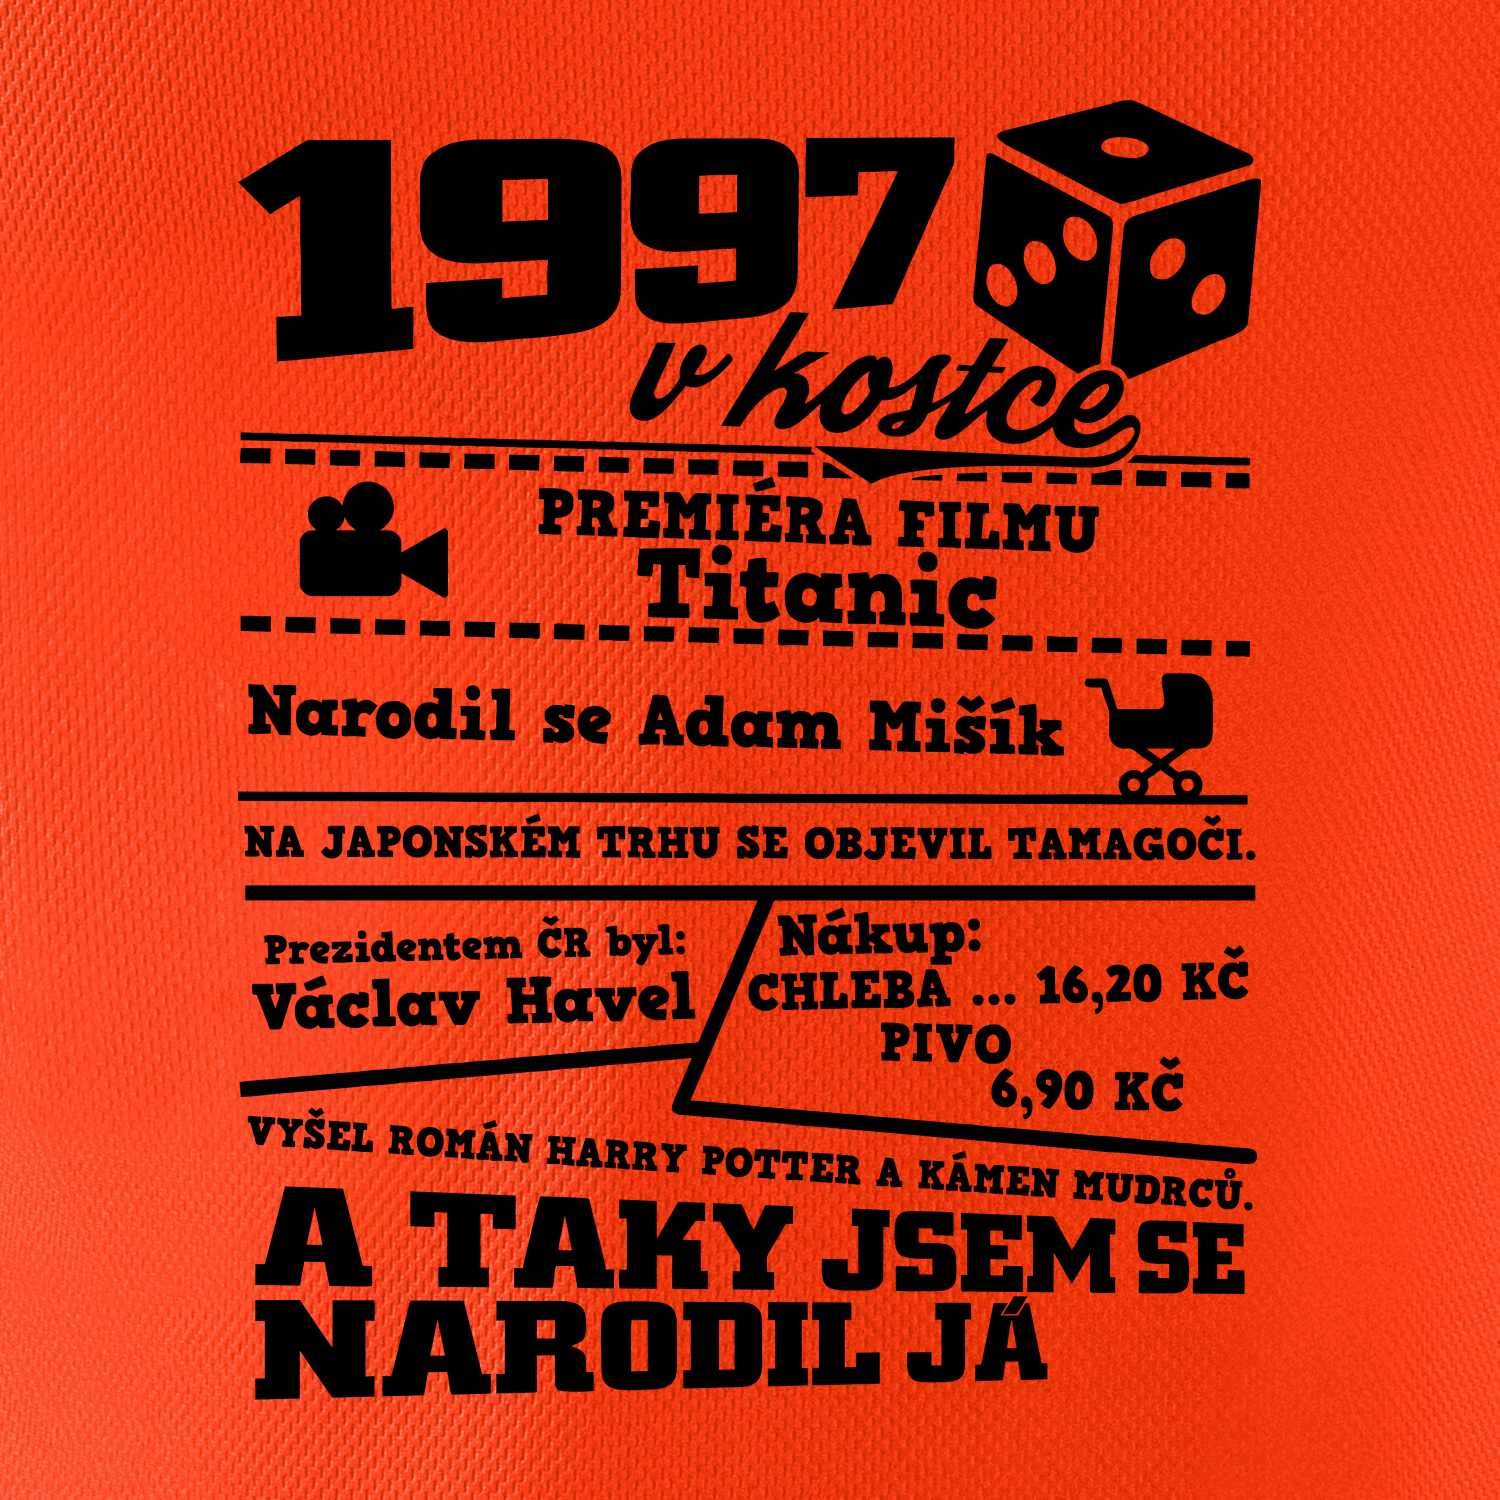 1997
v kostce
PREMIÉRA FILMU
Titanic
Narodil se Adam Mišík
NA JAPONSKÉM TRHU SE OBJEVIL TAMAGOČI.
Prezidentem ČR byl:
Václav Havel
Nákup:
CHLEBA ... 16,20 KČ
PIVO
6,90 KČ
VYŠEL ROMÁN HARRY POTTER A KÁMEN MUDRCŮ.
A TAKY JSEM SE
NARODIL JÁ